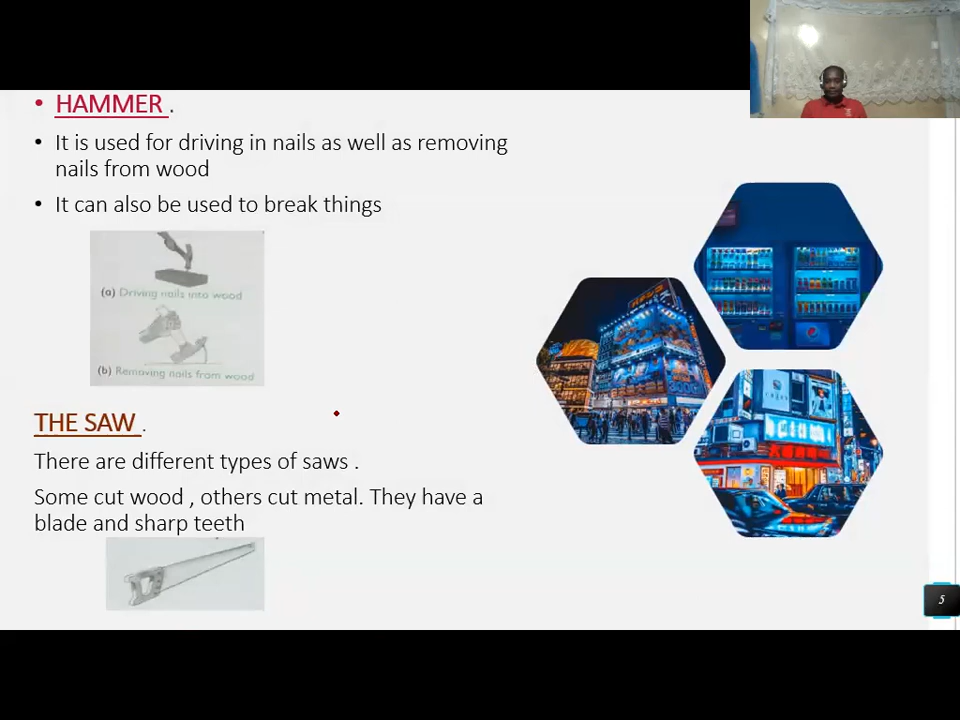 • HAMMER .
• It is used for driving in nails as well as removing
nails from wood
• It can also be used to break things
(a) Driving nails into wood
(b) Removing nails from wood
THE SAW .
There are different types of saws .
Some cut wood , others cut metal. They have a
blade and sharp teeth
5